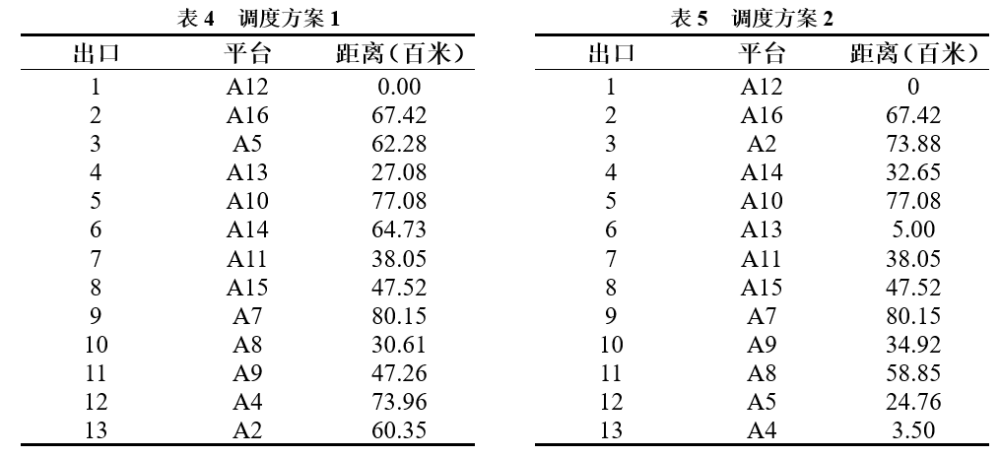 表 4 调度方案 1
出口 平台 距离（百米）
1 A12 0.00
2 A16 67.42
3 A5 62.28
4 A13 27.08
5 A10 77.08
6 A14 64.73
7 A11 38.05
8 A15 47.52
9 A7 80.15
10 A8 30.61
11 A9 47.26
12 A4 73.96
13 A2 60.35
表 5 调度方案 2
出口 平台 距离（百米）
1 A12 0
2 A16 67.42
3 A2 73.88
4 A14 32.65
5 A10 77.08
6 A13 5.00
7 A11 38.05
8 A15 47.52
9 A7 80.15
10 A9 34.92
11 A8 58.85
12 A5 24.76
13 A4 3.50